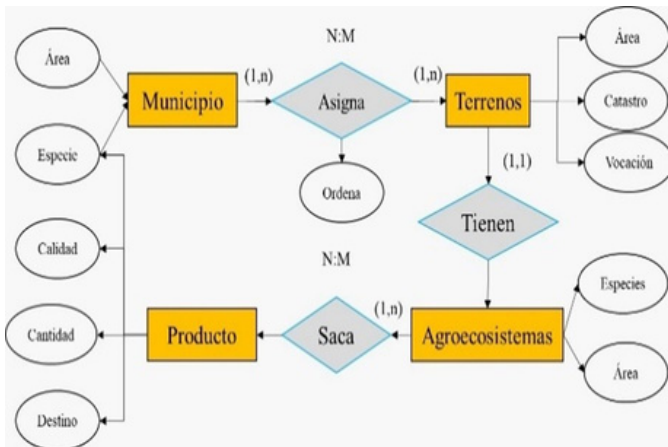 N:M
Área
(1,n)
(1,n)
Área
Municipio
Asigna
Terrenos
Catastro
Especie
(1,1)
Vocación
Ordena
Tienen
Calidad
N:M
Especies
(1,n)
Cantidad
Producto
Saca
Agroecosistemas
Área
Destino